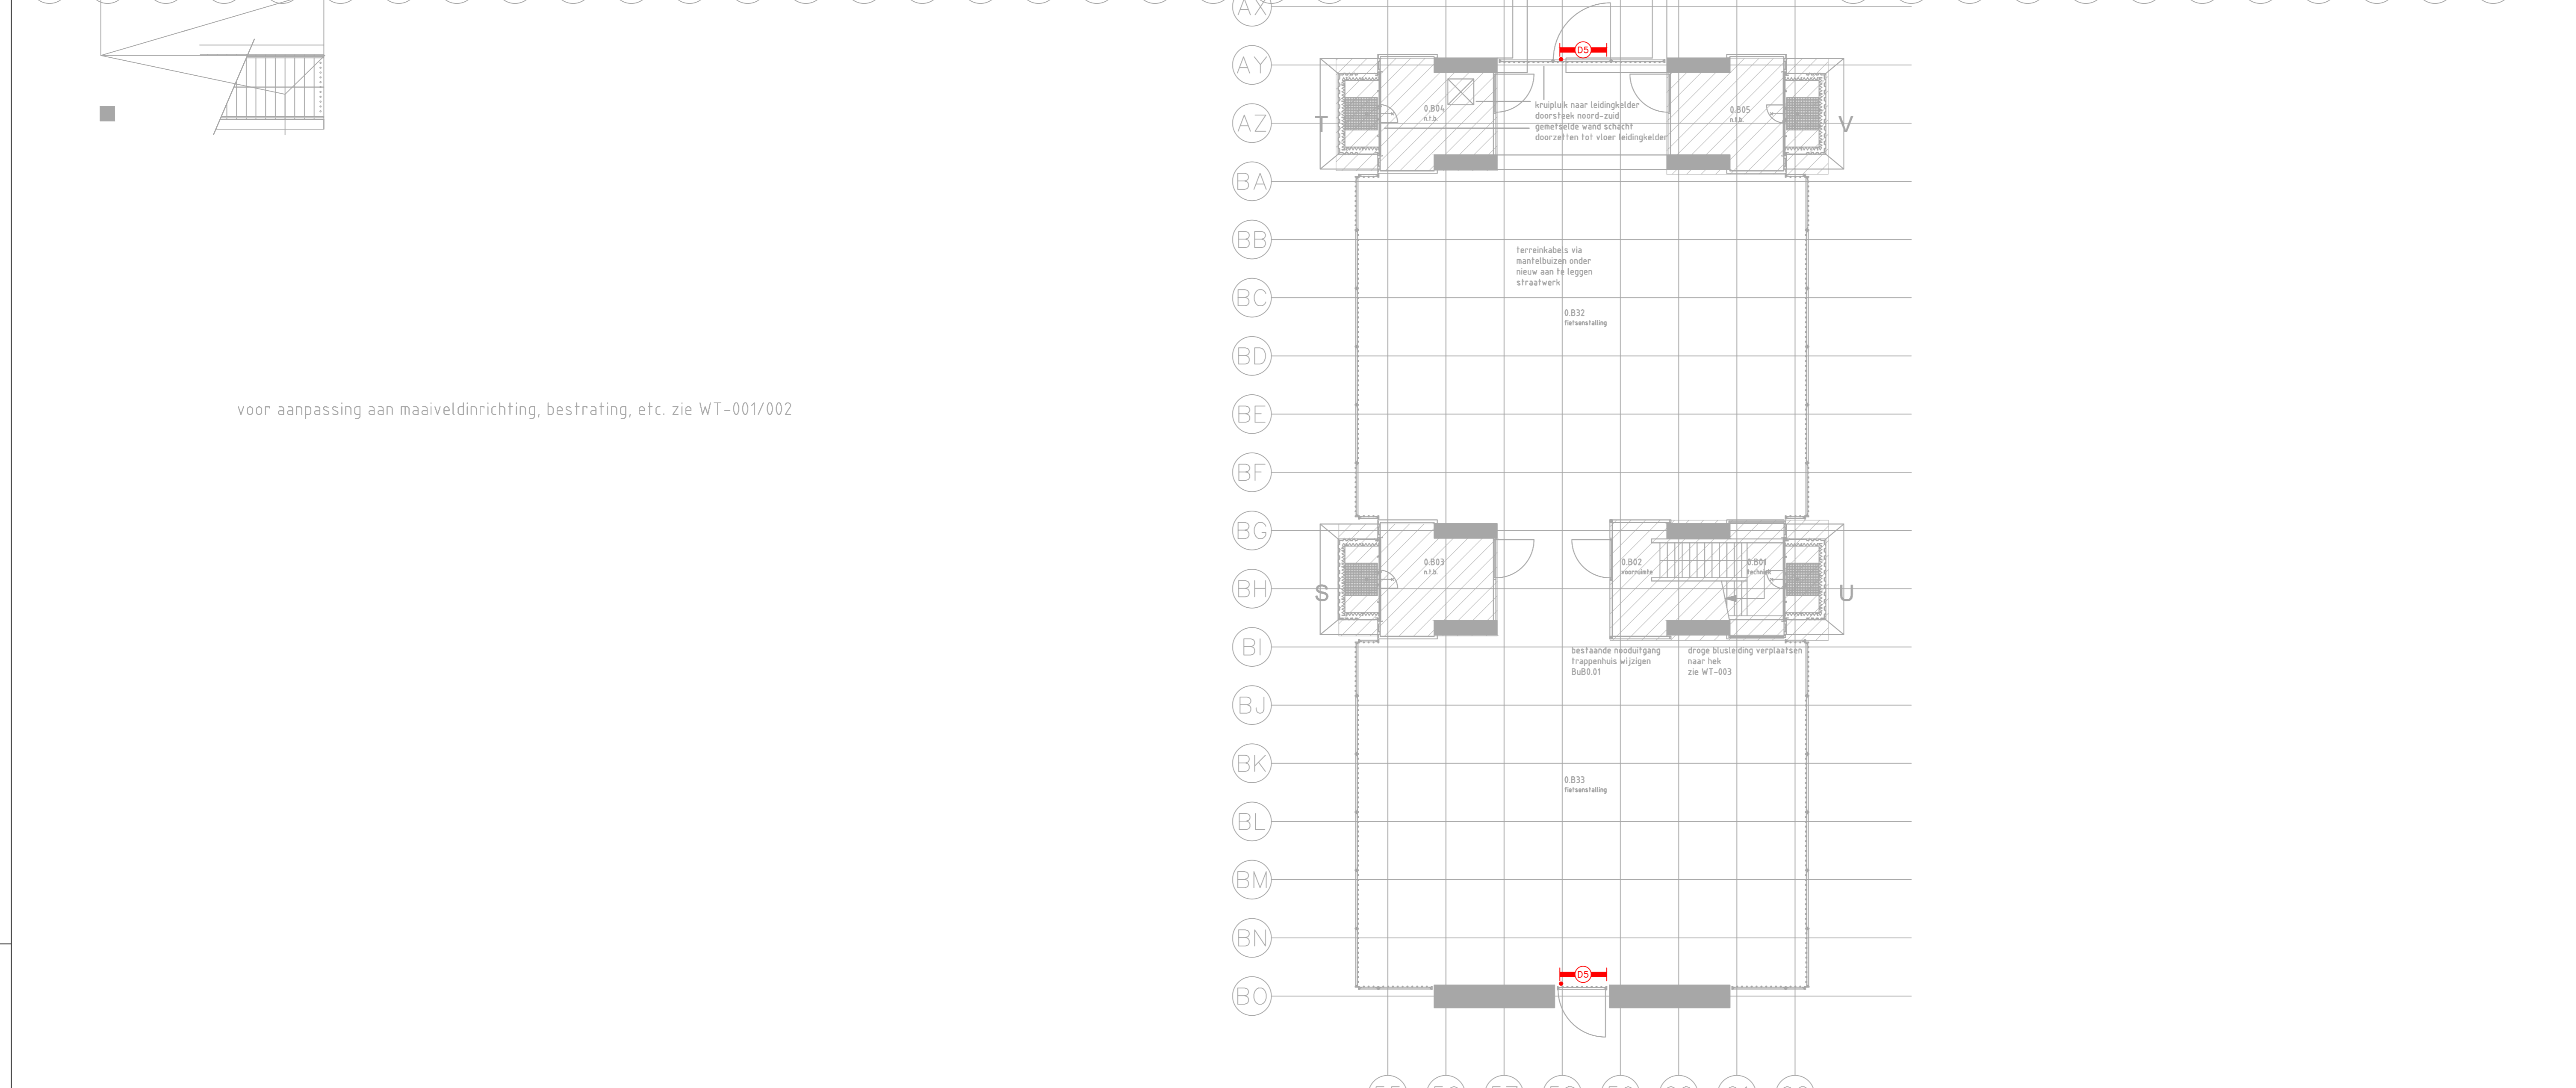 AX
D5
AY
0.B04
n.t.b.
kruipluik naar leidingkelder
doorsteek noord-zuid
gemetselde wand schacht
doorzetten tot vloer leidingkelder
0.B05
n.t.b.
AZ
T
V
BA
BB
terreinkabels via
mantelbuizen onder
nieuw aan te leggen
straatwerk
BC
0.B32
fietsenstalling
BD
voor aanpassing aan maaiveldinrichting, bestrating, etc. zie WT-001/002
BE
BF
BG
0.B03
n.t.b.
0.B02
voorruimte
0.B01
techniek
BH
S
U
BI
bestaande nooduitgang
trappenhuis wijzigen
BuB0.01
droge blusleiding verplaatsen
naar hek
zie WT-003
BJ
BK
0.B33
fietsenstalling
BL
BM
BN
D5
BO